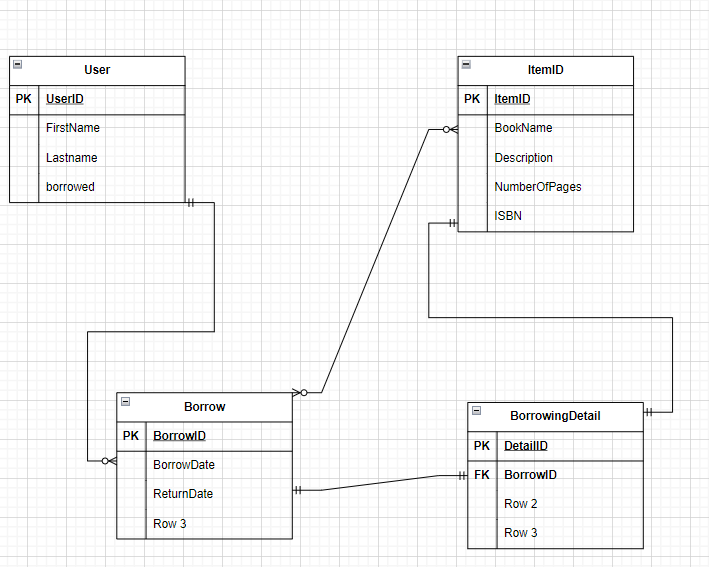 User
PK UserID
FirstName
Lastname
borrowed
ItemID
PK ItemID
BookName
Description
NumberOfPages
ISBN
Borrow
PK BorrowID
BorrowDate
ReturnDate
Row 3
BorrowingDetail
PK DetailID
FK BorrowID
Row 2
Row 3